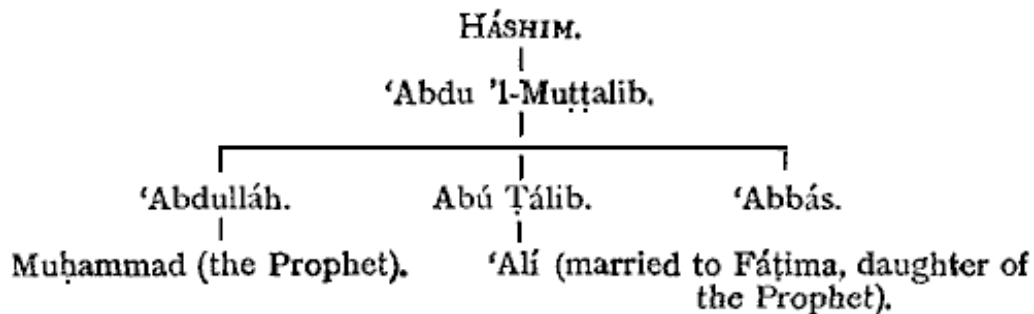 HÁSHIM.
‘Abdu ’l-Muṭṭalib.
‘Abdulláh. Abú Ṭálib. ‘Abbás.
Muḥammad (the Prophet). ‘Alí (married to Fáṭima, daughter of
the Prophet).